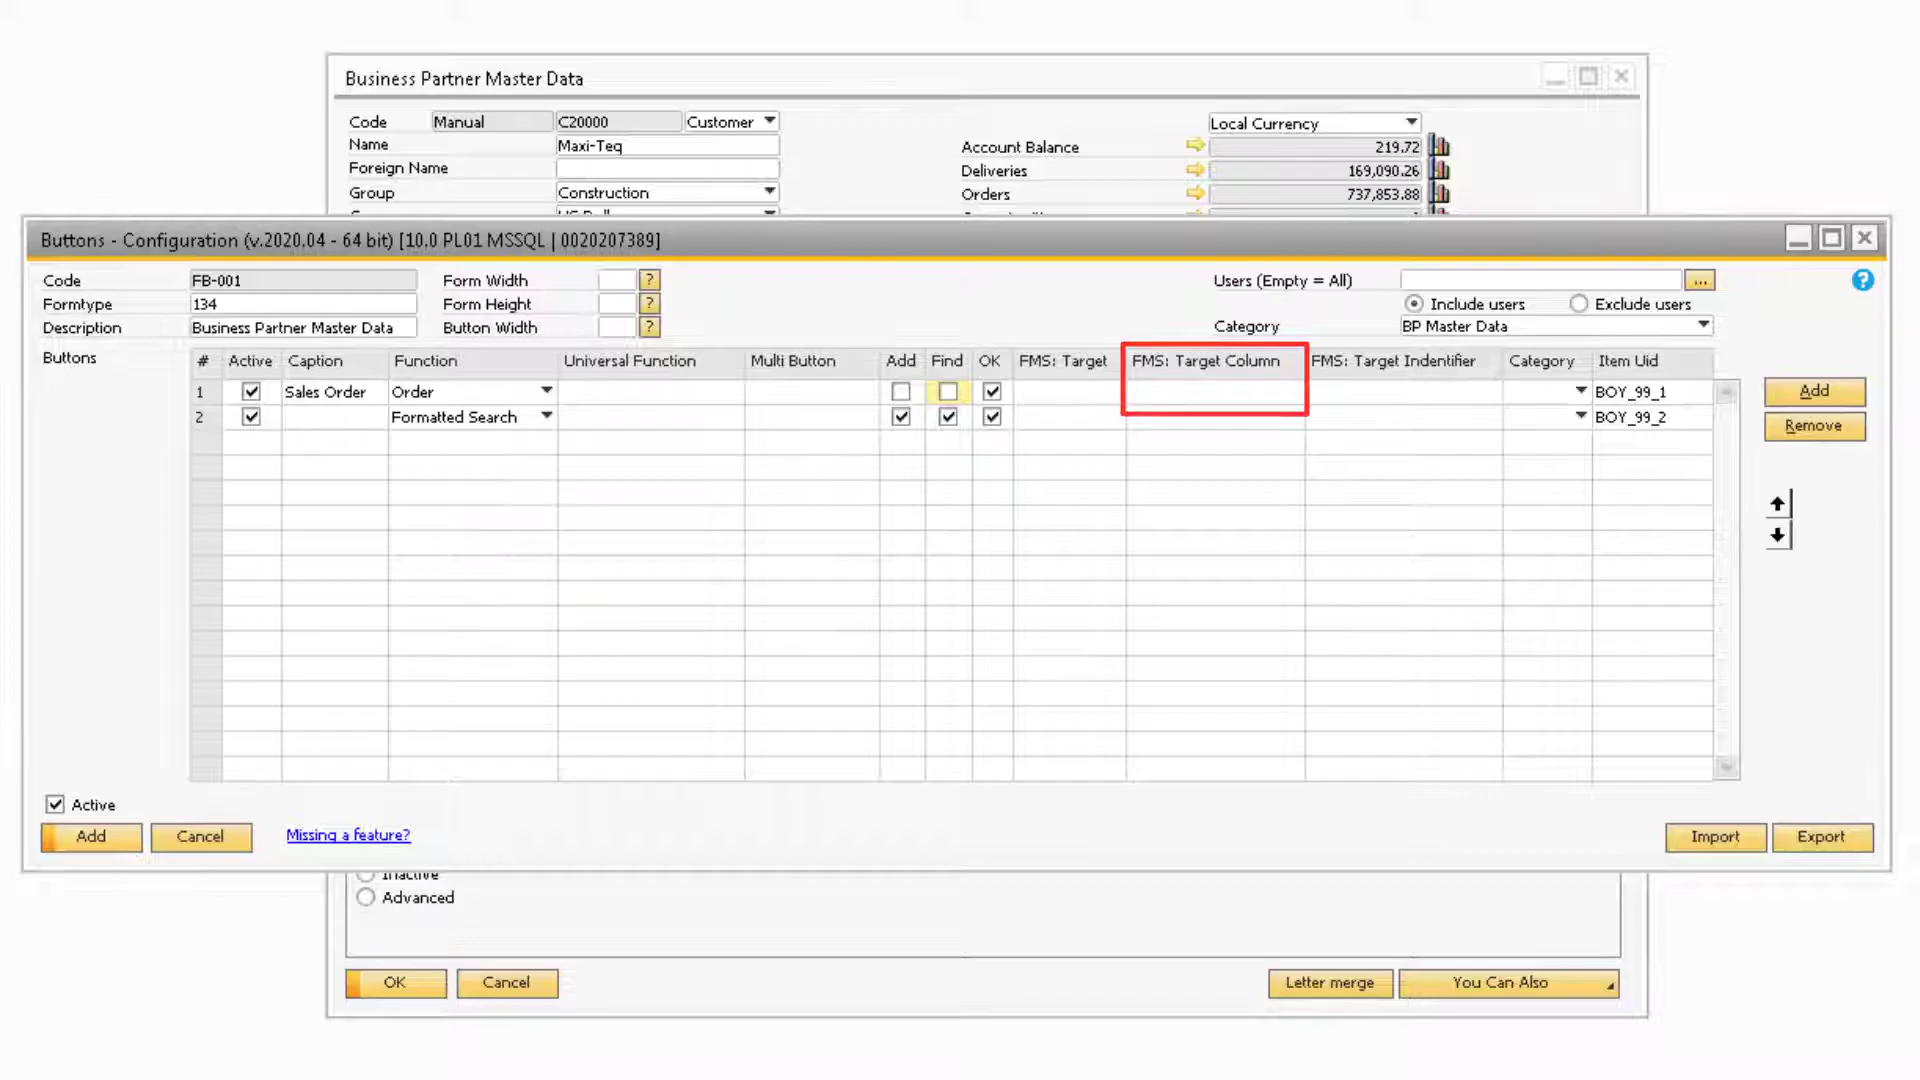 Business Partner Master Data
Code Manual C20000 Customer Local Currency
Name Maxi-Teq Account Balance 219.72
Foreign Name Deliveries 169,090.26
Group Construction Orders 737,853.88
Buttons - Configuration (v.2020.04 - 64 bit) [10.0 PL01 MSSQL | 0020207389]
Code FB-001 Form Width ? Users (Empty = All) ... ?
Formtype 134 Form Height ? Include users Exclude users
Description Business Partner Master Data Button Width ? Category BP Master Data
Buttons # Active Caption Function Universal Function Multi Button Add Find OK FMS: Target FMS: Target Column FMS: Target Indentifier Category Item Uid
1 Sales Order Order BOY_99_1 Add
2 Formatted Search BOY_99_2 Remove
Active
Add Cancel Missing a feature? Import Export
Inactive
Advanced
OK Cancel Letter merge You Can Also